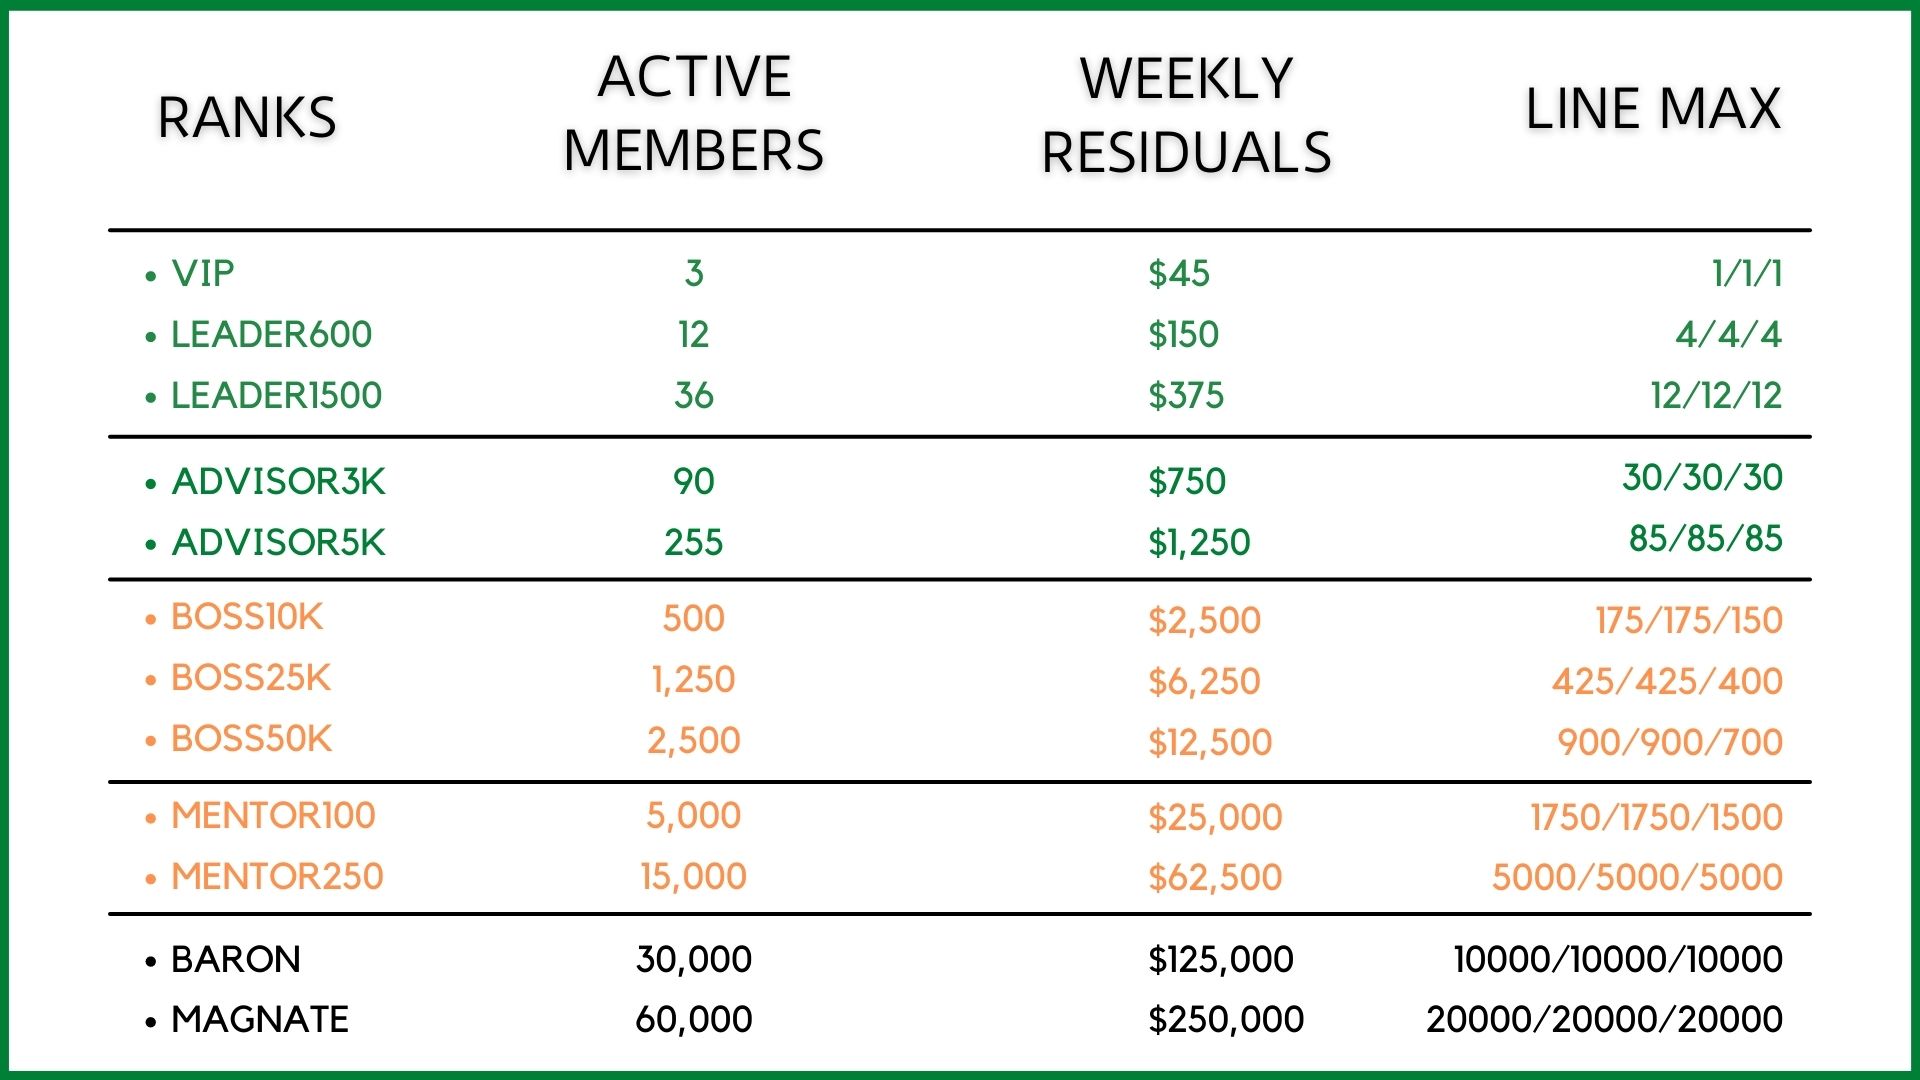 RANKS ACTIVE MEMBERS WEEKLY RESIDUALS LINE MAX
• VIP 3 $45 1/1/1
• LEADER600 12 $150 4/4/4
• LEADER1500 36 $375 12/12/12
• ADVISOR3K 90 $750 30/30/30
• ADVISOR5K 255 $1,250 85/85/85
• BOSS10K 500 $2,500 175/175/150
• BOSS25K 1,250 $6,250 425/425/400
• BOSS50K 2,500 $12,500 900/900/700
• MENTOR100 5,000 $25,000 1750/1750/1500
• MENTOR250 15,000 $62,500 5000/5000/5000
• BARON 30,000 $125,000 10000/10000/10000
• MAGNATE 60,000 $250,000 20000/20000/20000